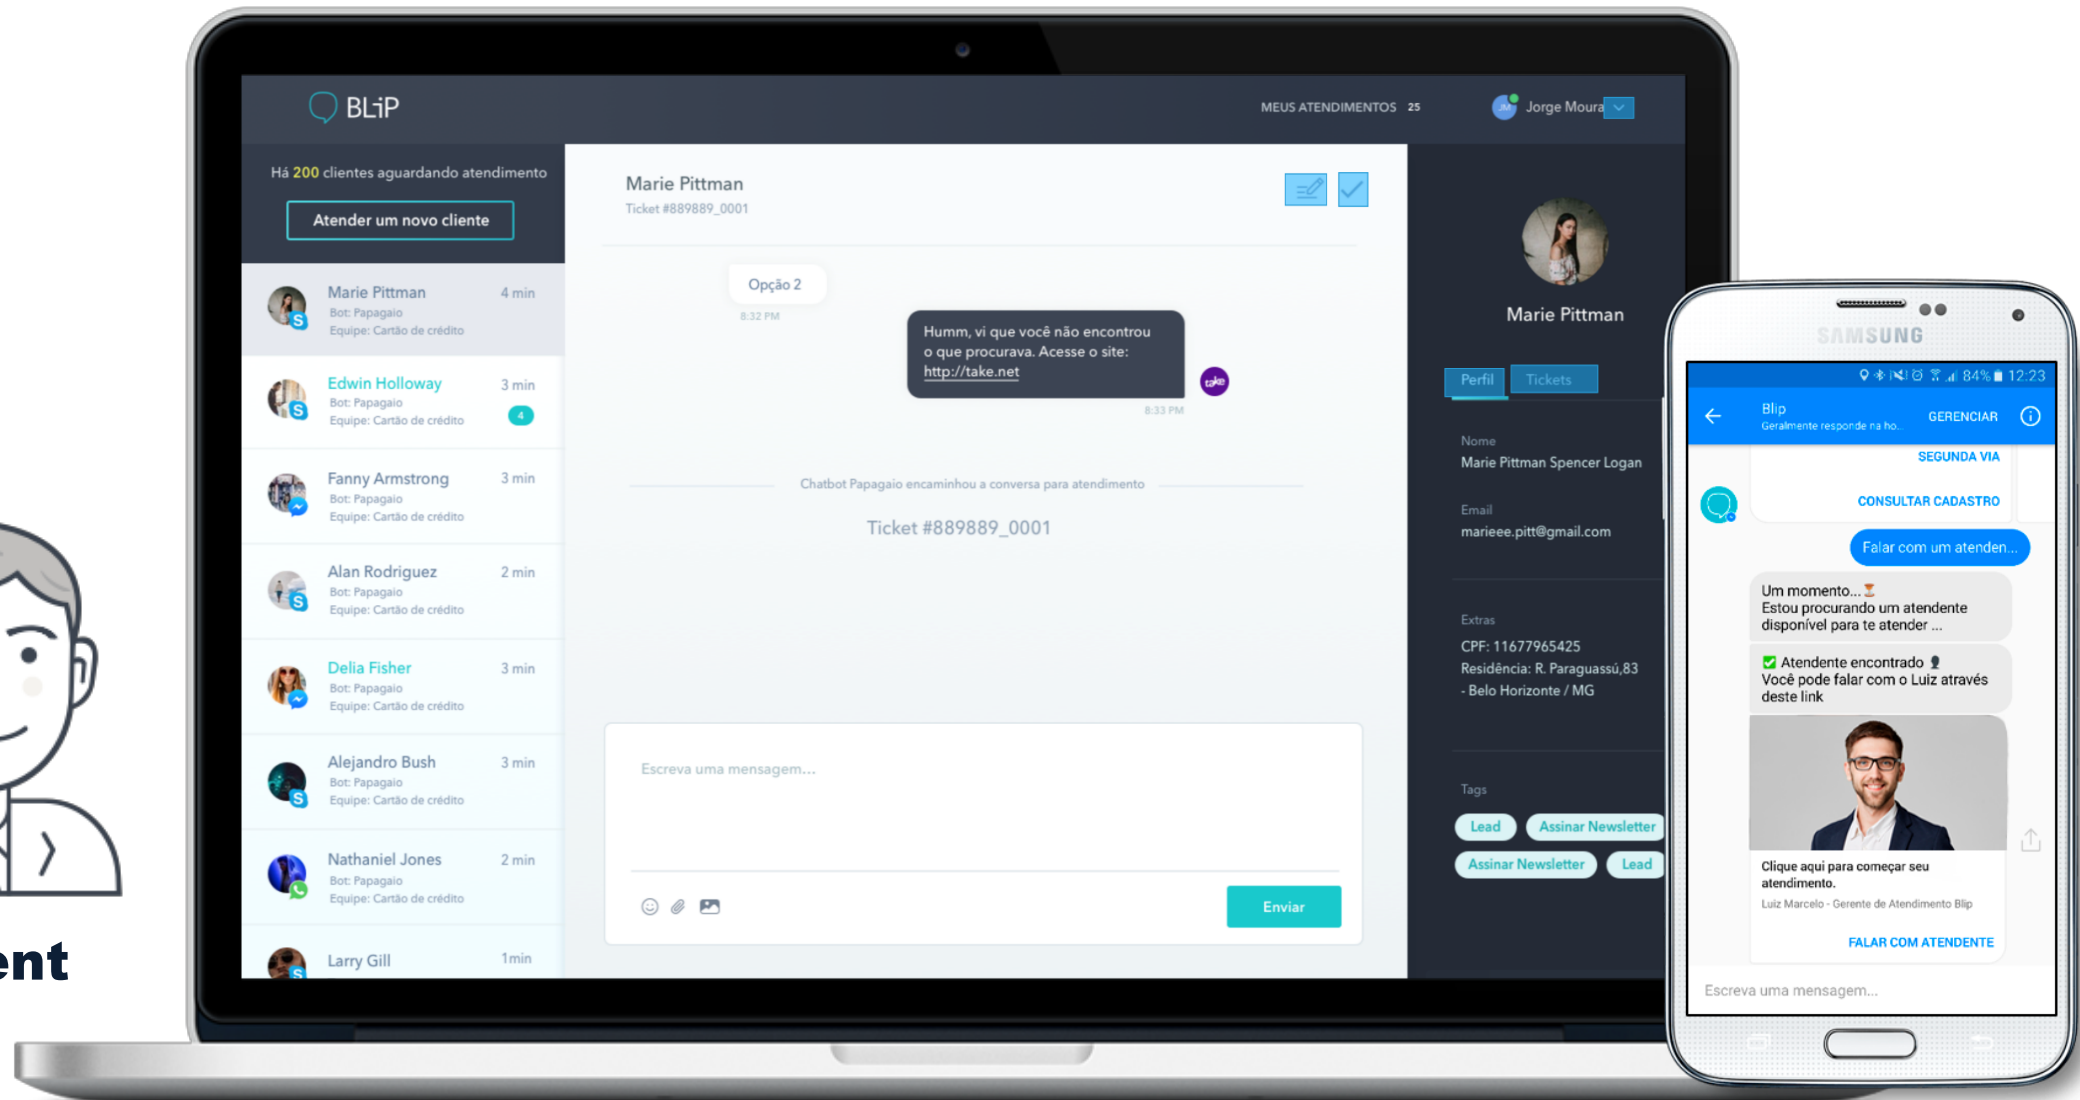 BLiP
MEUS ATENDIMENTOS 25
JM
Jorge Moura
Há 200 clientes aguardando atendimento
Atender um novo cliente
Marie Pittman
4 min
Bot: Papagaio
Equipe: Cartão de crédito
Edwin Holloway
3 min
Bot: Papagaio
4
Equipe: Cartão de crédito
Fanny Armstrong
3 min
Bot: Papagaio
Equipe: Cartão de crédito
Alan Rodriguez
2 min
Bot: Papagaio
Equipe: Cartão de crédito
Delia Fisher
3 min
Bot: Papagaio
Equipe: Cartão de crédito
Alejandro Bush
3 min
Bot: Papagaio
Equipe: Cartão de crédito
Nathaniel Jones
2 min
Bot: Papagaio
Equipe: Cartão de crédito
Larry Gill
1min
Marie Pittman
Ticket #889889_0001
Opção 2
8:32 PM
Humm, vi que você não encontrou
o que procurava. Acesse o site:
http://take.net
take
8:33 PM
Chatbot Papagaio encaminhou a conversa para atendimento
Ticket #889889_0001
Escreva uma mensagem...
Enviar
Marie Pittman
Perfil
Tickets
Nome
Marie Pittman Spencer Logan
Email
marieee.pitt@gmail.com
Extras
CPF: 11677965425
Residência: R. Paraguassú,83
- Belo Horizonte / MG
Tags
Lead
Assinar Newsletter
Assinar Newsletter
Lead
SAMSUNG
84% 12:23
Blip
GERENCIAR
Geralmente responde na ho...
SEGUNDA VIA
CONSULTAR CADASTRO
Falar com um atenden...
Um momento...
Estou procurando um atendente
disponível para te atender ...
Atendente encontrado
Você pode falar com o Luiz através
deste link
Clique aqui para começar seu
atendimento.
Luiz Marcelo - Gerente de Atendimento Blip
FALAR COM ATENDENTE
Escreva uma mensagem...